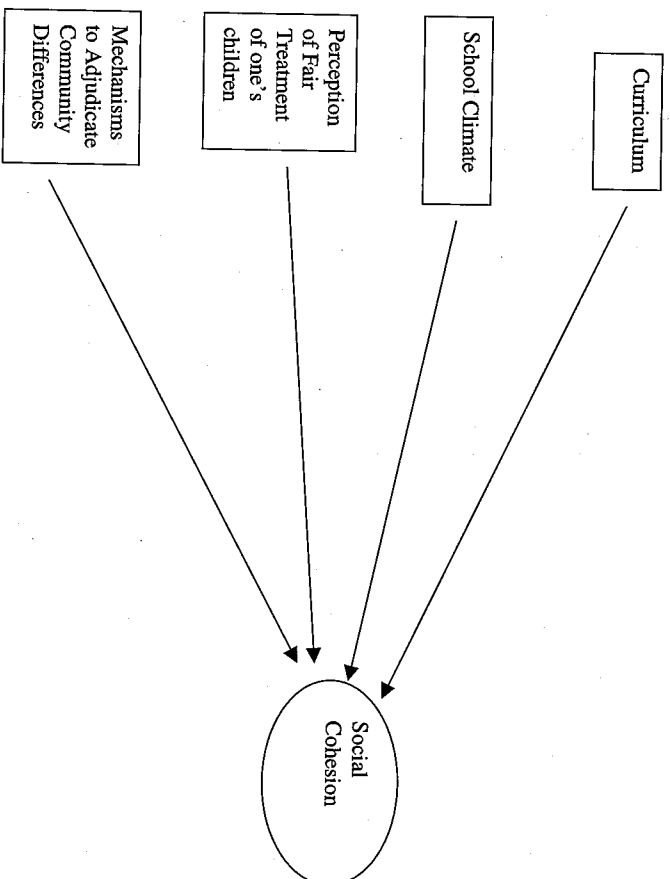 Curriculum
School Climate
Perception
of Fair
Treatment
of one's
children
Mechanisms
to Adjudicate
Community
Differences
Social
Cohesion